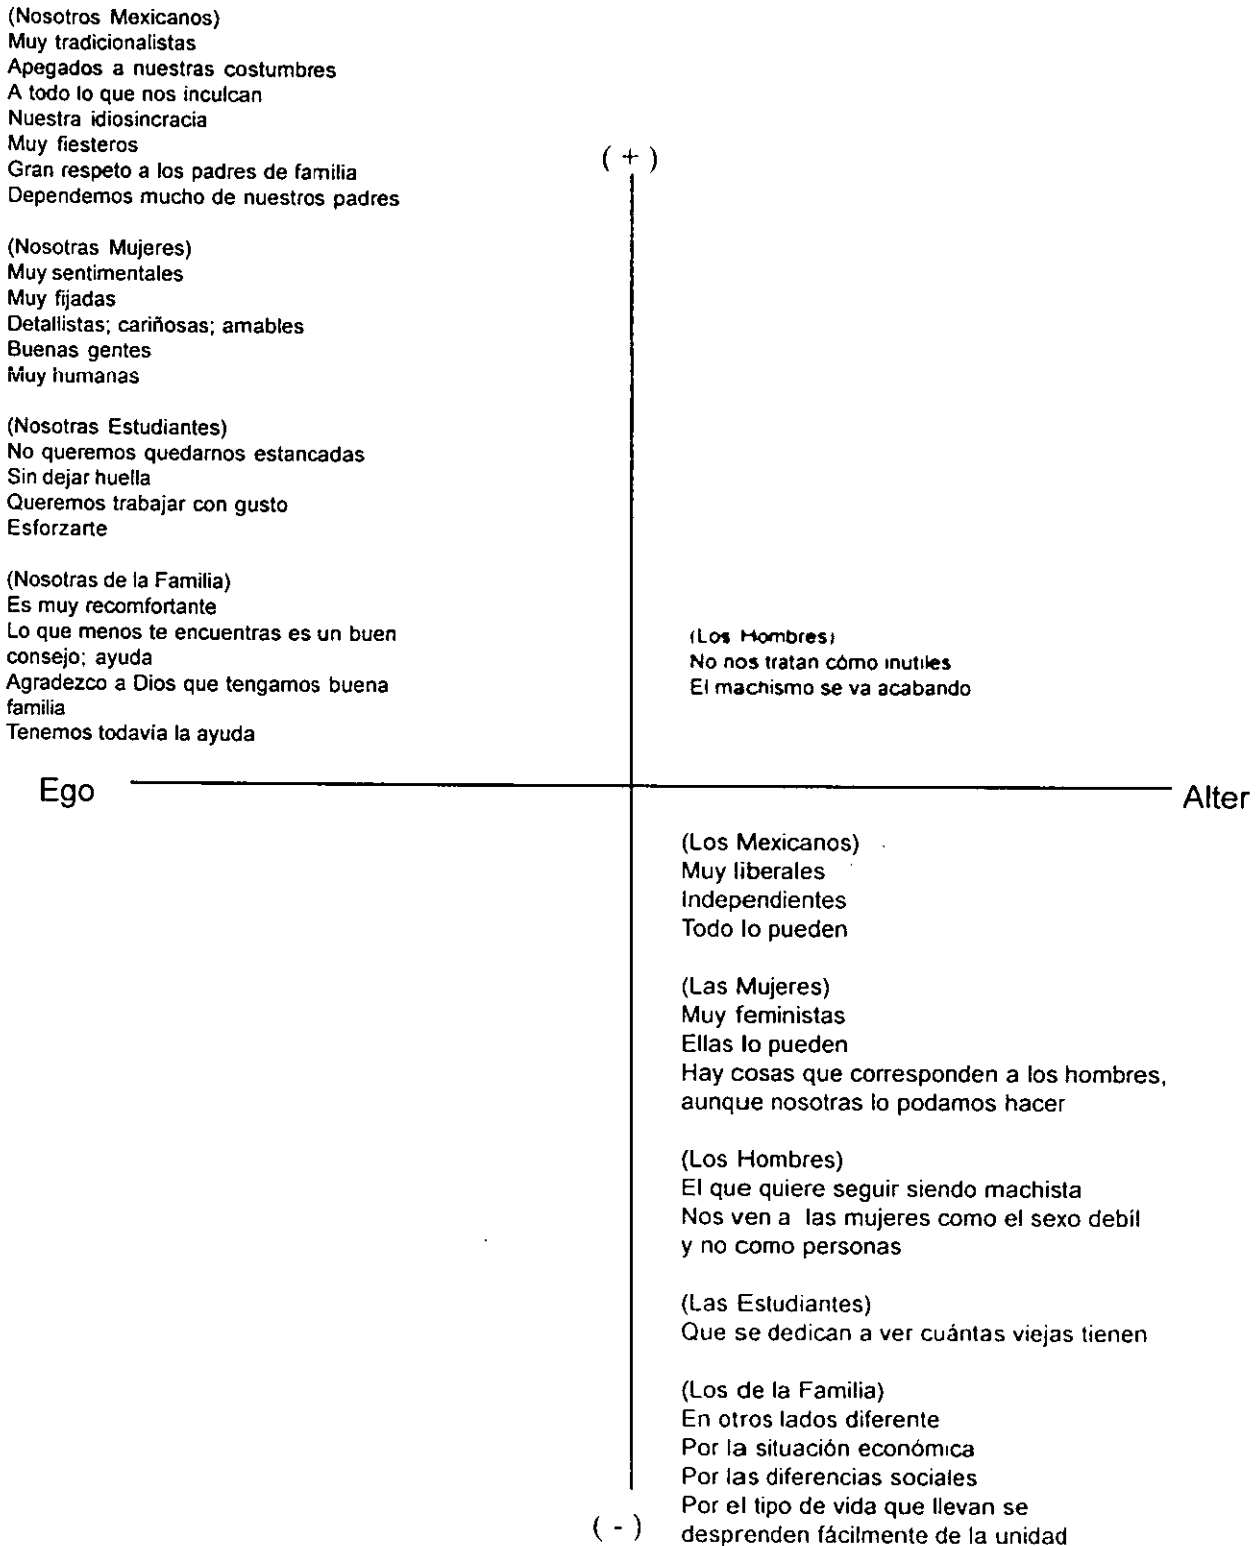 (Nosotros Mexicanos)
Muy tradicionalistas
Apegados a nuestras costumbres
A todo lo que nos inculcan
Nuestra idiosincracia
Muy fiesteros
Gran respeto a los padres de familia
Dependemos mucho de nuestros padres
(Nosotras Mujeres)
Muy sentimentales
Muy fijadas
Detallistas; cariñosas; amables
Buenas gentes
Muy humanas
(Nosotras Estudiantes)
No queremos quedarnos estancadas
Sin dejar huella
Queremos trabajar con gusto
Esforzarte
(Nosotras de la Familia)
Es muy recomfortante
Lo que menos te encuentras es un buen
consejo; ayuda
Agradezco a Dios que tengamos buena
familia
Tenemos todavía la ayuda
( + )
(Los Hombres)
No nos tratan cómo inutiles
El machismo se va acabando
Ego
Alter
(Los Mexicanos)
Muy liberales
Independientes
Todo lo pueden
(Las Mujeres)
Muy feministas
Ellas lo pueden
Hay cosas que corresponden a los hombres,
aunque nosotras lo podamos hacer
(Los Hombres)
El que quiere seguir siendo machista
Nos ven a las mujeres como el sexo debíl
y no como personas
(Las Estudiantes)
Que se dedican a ver cuántas viejas tienen
(Los de la Familia)
En otros lados diferente
Por la situación económica
Por las diferencias sociales
Por el tipo de vida que llevan se
desprenden fácilmente de la unidad
( - )